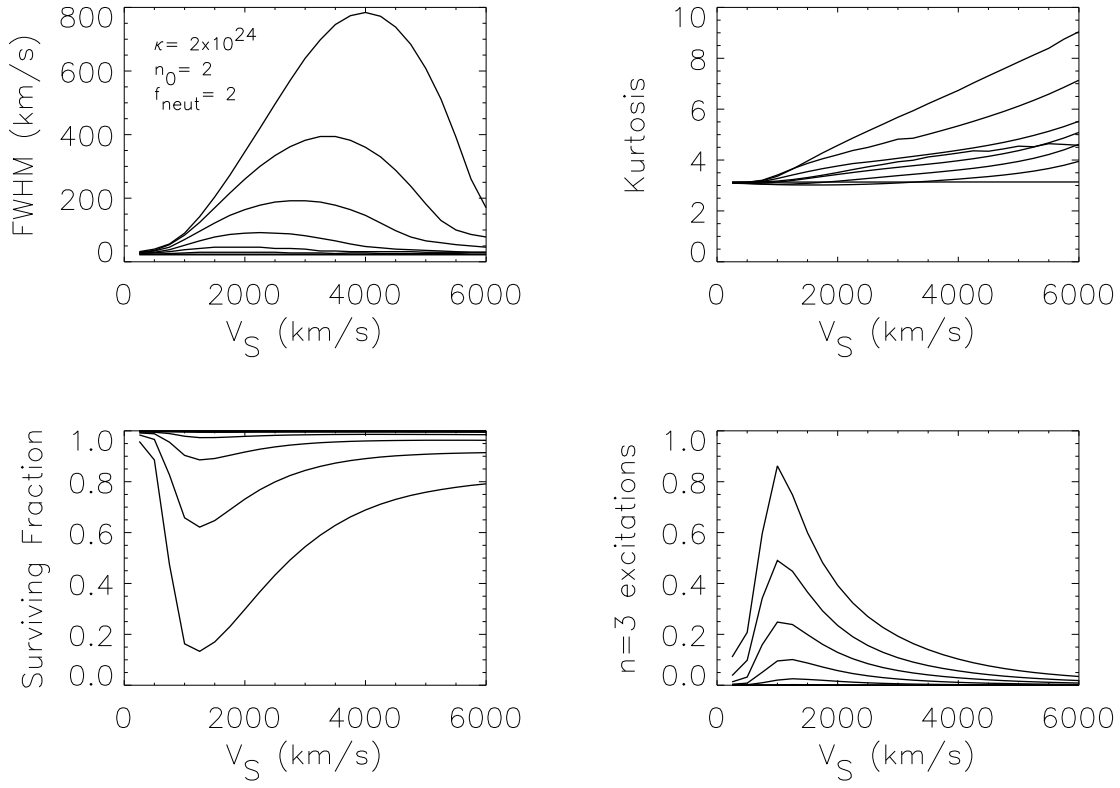 800
600
400
200
0
FWHM (km/s)
κ= 2x10^24
n_0= 2
f_neut= 2
0 2000 4000 6000
V_S (km/s)
10
8
6
4
2
0
Kurtosis
0 2000 4000 6000
V_S (km/s)
1.0
0.8
0.6
0.4
0.2
0.0
Surviving Fraction
0 2000 4000 6000
V_S (km/s)
1.0
0.8
0.6
0.4
0.2
0.0
n=3 excitations
0 2000 4000 6000
V_S (km/s)